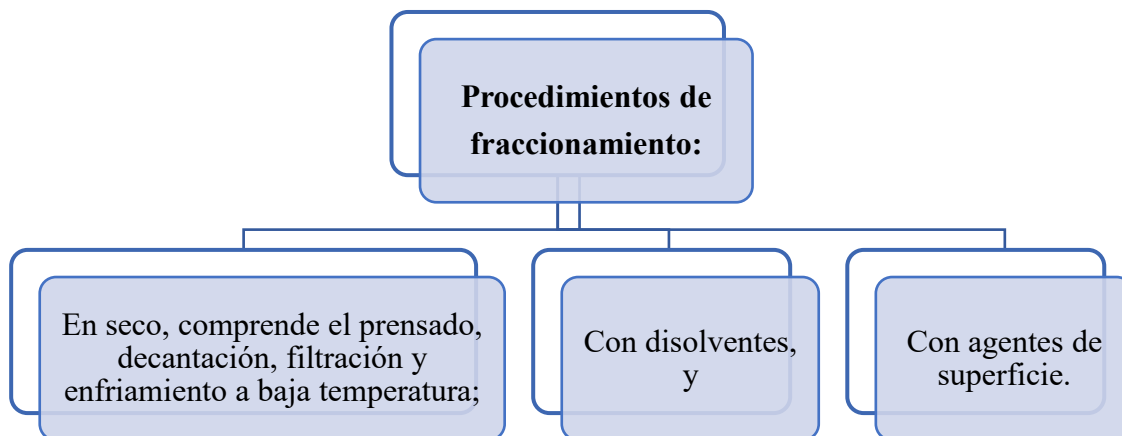 Procedimientos de
fraccionamiento:
En seco, comprende el prensado,
decantación, filtración y
enfriamiento a baja temperatura;
Con disolventes,
y
Con agentes de
superficie.